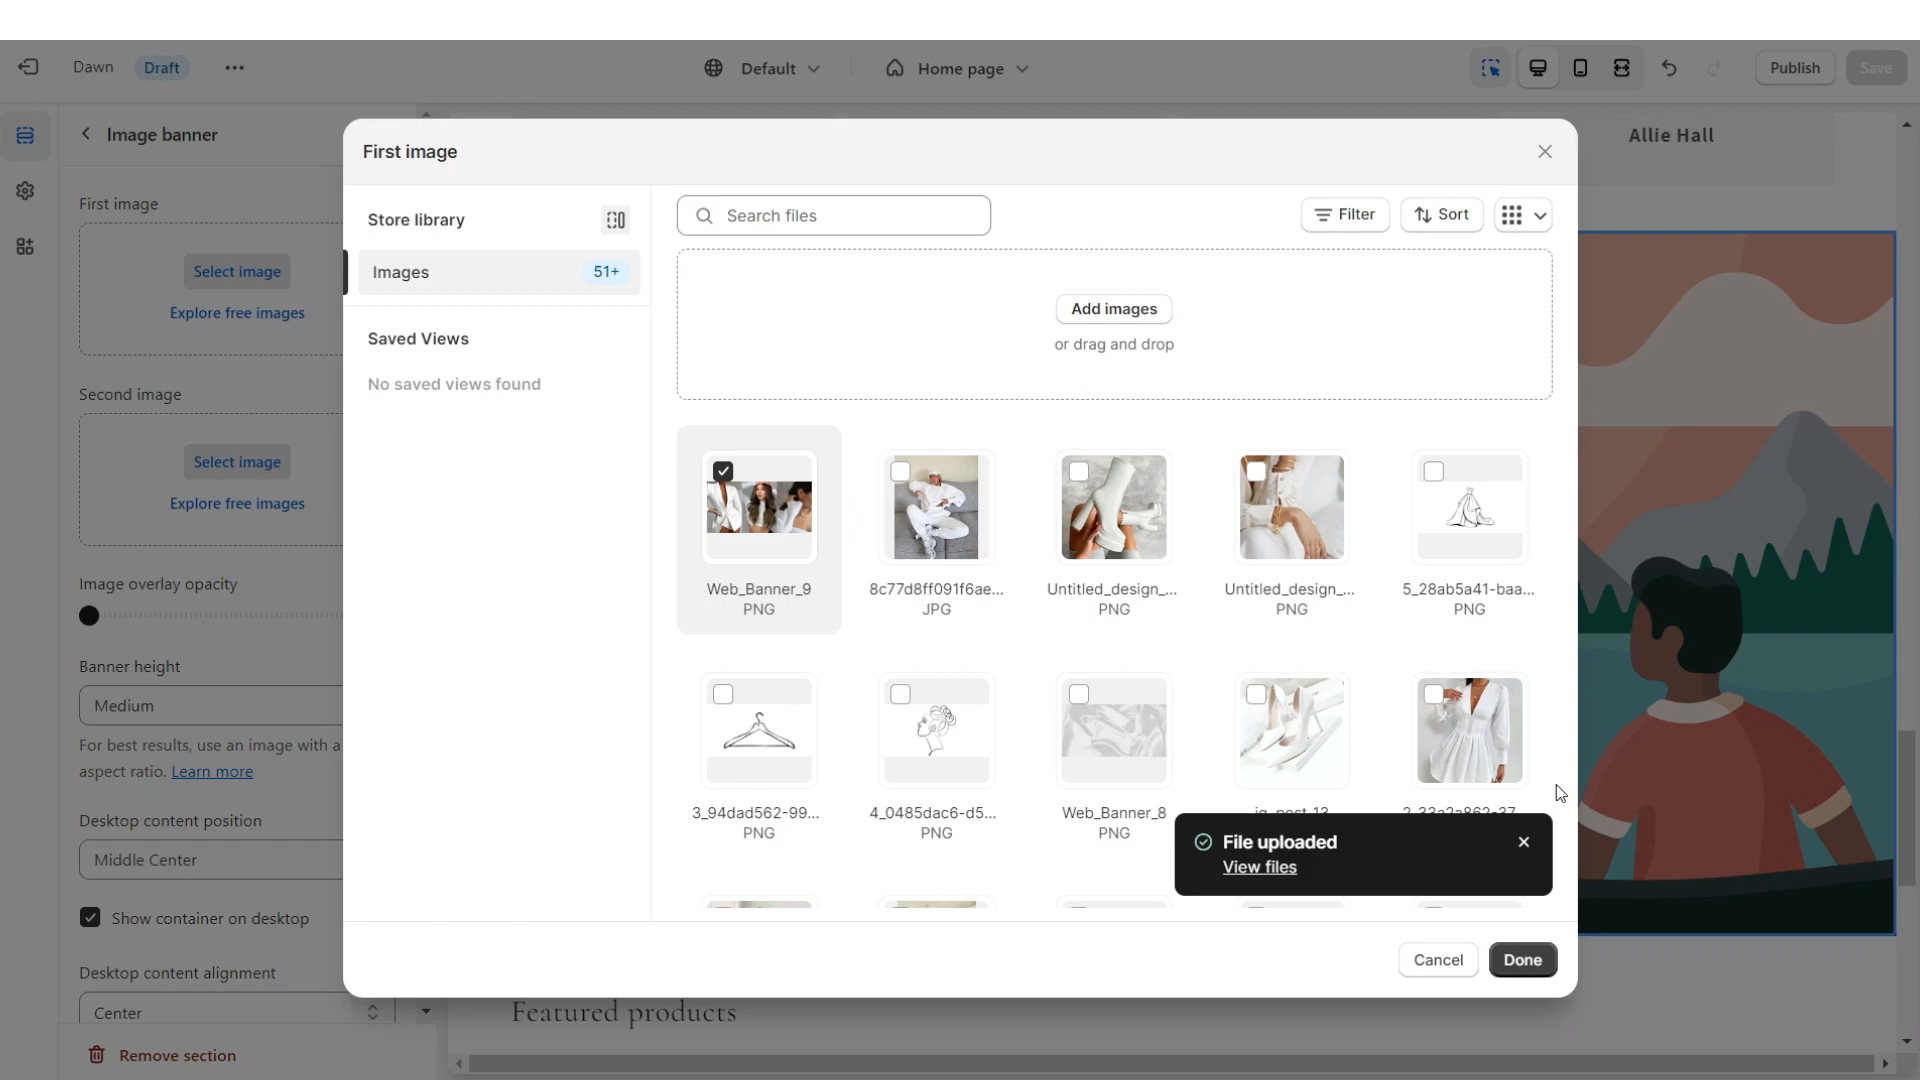 Dawn
Draft
Default
Home page
Publish
Save
Image banner
First image
Select image
Explore free images
Second image
Select image
Explore free images
Image overlay opacity
Banner height
Medium
For best results, use an image with a
aspect ratio. Learn more
Desktop content position
Middle Center
Show container on desktop
Desktop content alignment
Center
Remove section
First image
Store library
Images
51+
Saved Views
No saved views found
Search files
Filter
Sort
Add images
or drag and drop
Web_Banner_9
PNG
8c77d8ff091f6ae...
JPG
Untitled_design_...
PNG
Untitled_design_...
PNG
5_28ab5a41-baa...
PNG
3_94dad562-99...
PNG
4_0485dac6-d5...
PNG
Web_Banner_8
PNG
File uploaded
View files
Cancel
Done
Allie Hall
Featured products